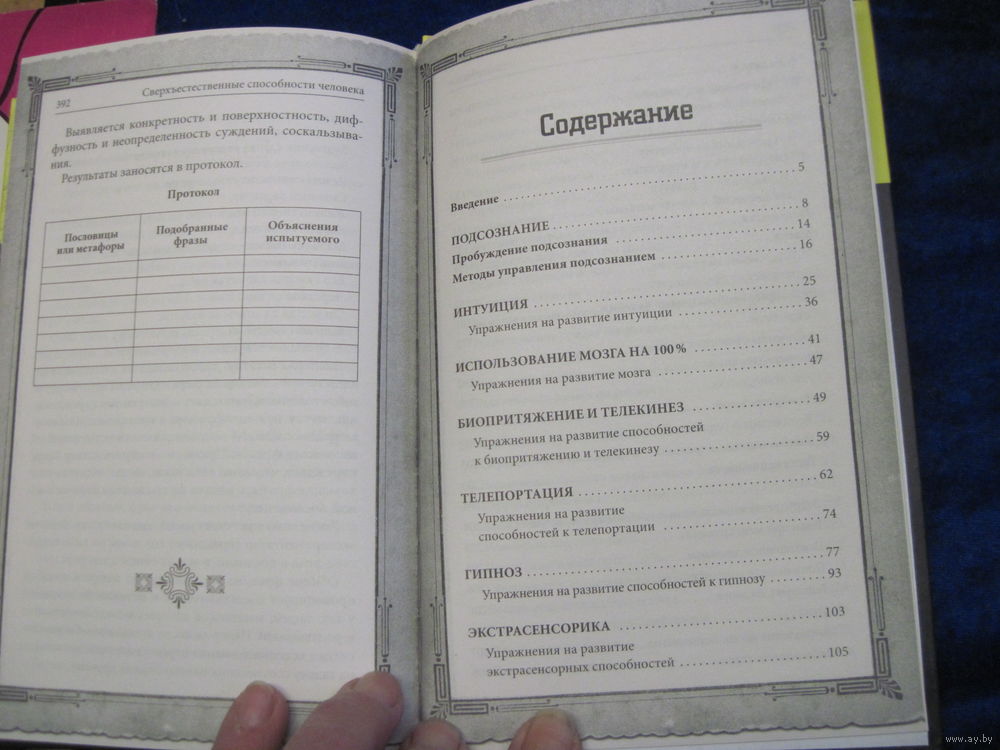 392
Сверхъестественные способности человека
Выявляется конкретность и поверхностность, диф-
фузность и неопределенность суждений, соскальзыва-
ния.
Результаты заносятся в протокол.
Протокол
Пословицы
или метафоры
Подобранные
фразы
Объяснения
испытуемого
Содержание
Введение 5
ПОДСОЗНАНИЕ 8
Пробуждение подсознания 14
Методы управления подсознанием 16
ИНТУИЦИЯ 25
Упражнения на развитие интуиции 36
ИСПОЛЬЗОВАНИЕ МОЗГА НА 100 % 41
Упражнения на развитие мозга 47
БИОПРИТЯЖЕНИЕ И ТЕЛЕКИНЕЗ 49
Упражнения на развитие способностей
к биопритяжению и телекинезу 59
ТЕЛЕПОРТАЦИЯ 62
Упражнения на развитие
способностей к телепортации 74
ГИПНОЗ 77
Упражнения на развитие способностей к гипнозу 93
ЭКСТРАСЕНСОРИКА 103
Упражнения на развитие
экстрасенсорных способностей 105
www.ay.by